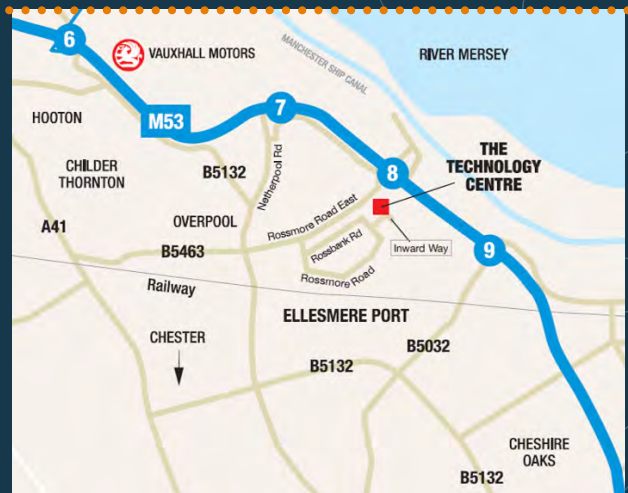 6
VAUXHALL MOTORS
MANCHESTER SHIP CANAL
RIVER MERSEY
HOOTON
M53
7
CHILDER
THORNTON
B5132
Netherpool Rd
8
THE
TECHNOLOGY
CENTRE
A41
OVERPOOL
Rossmore Road East
B5463
Rossbank Rd
Inward Way
9
Rossmore Road
Railway
ELLESMERE PORT
CHESTER
B5032
B5132
CHESHIRE
OAKS
B5132